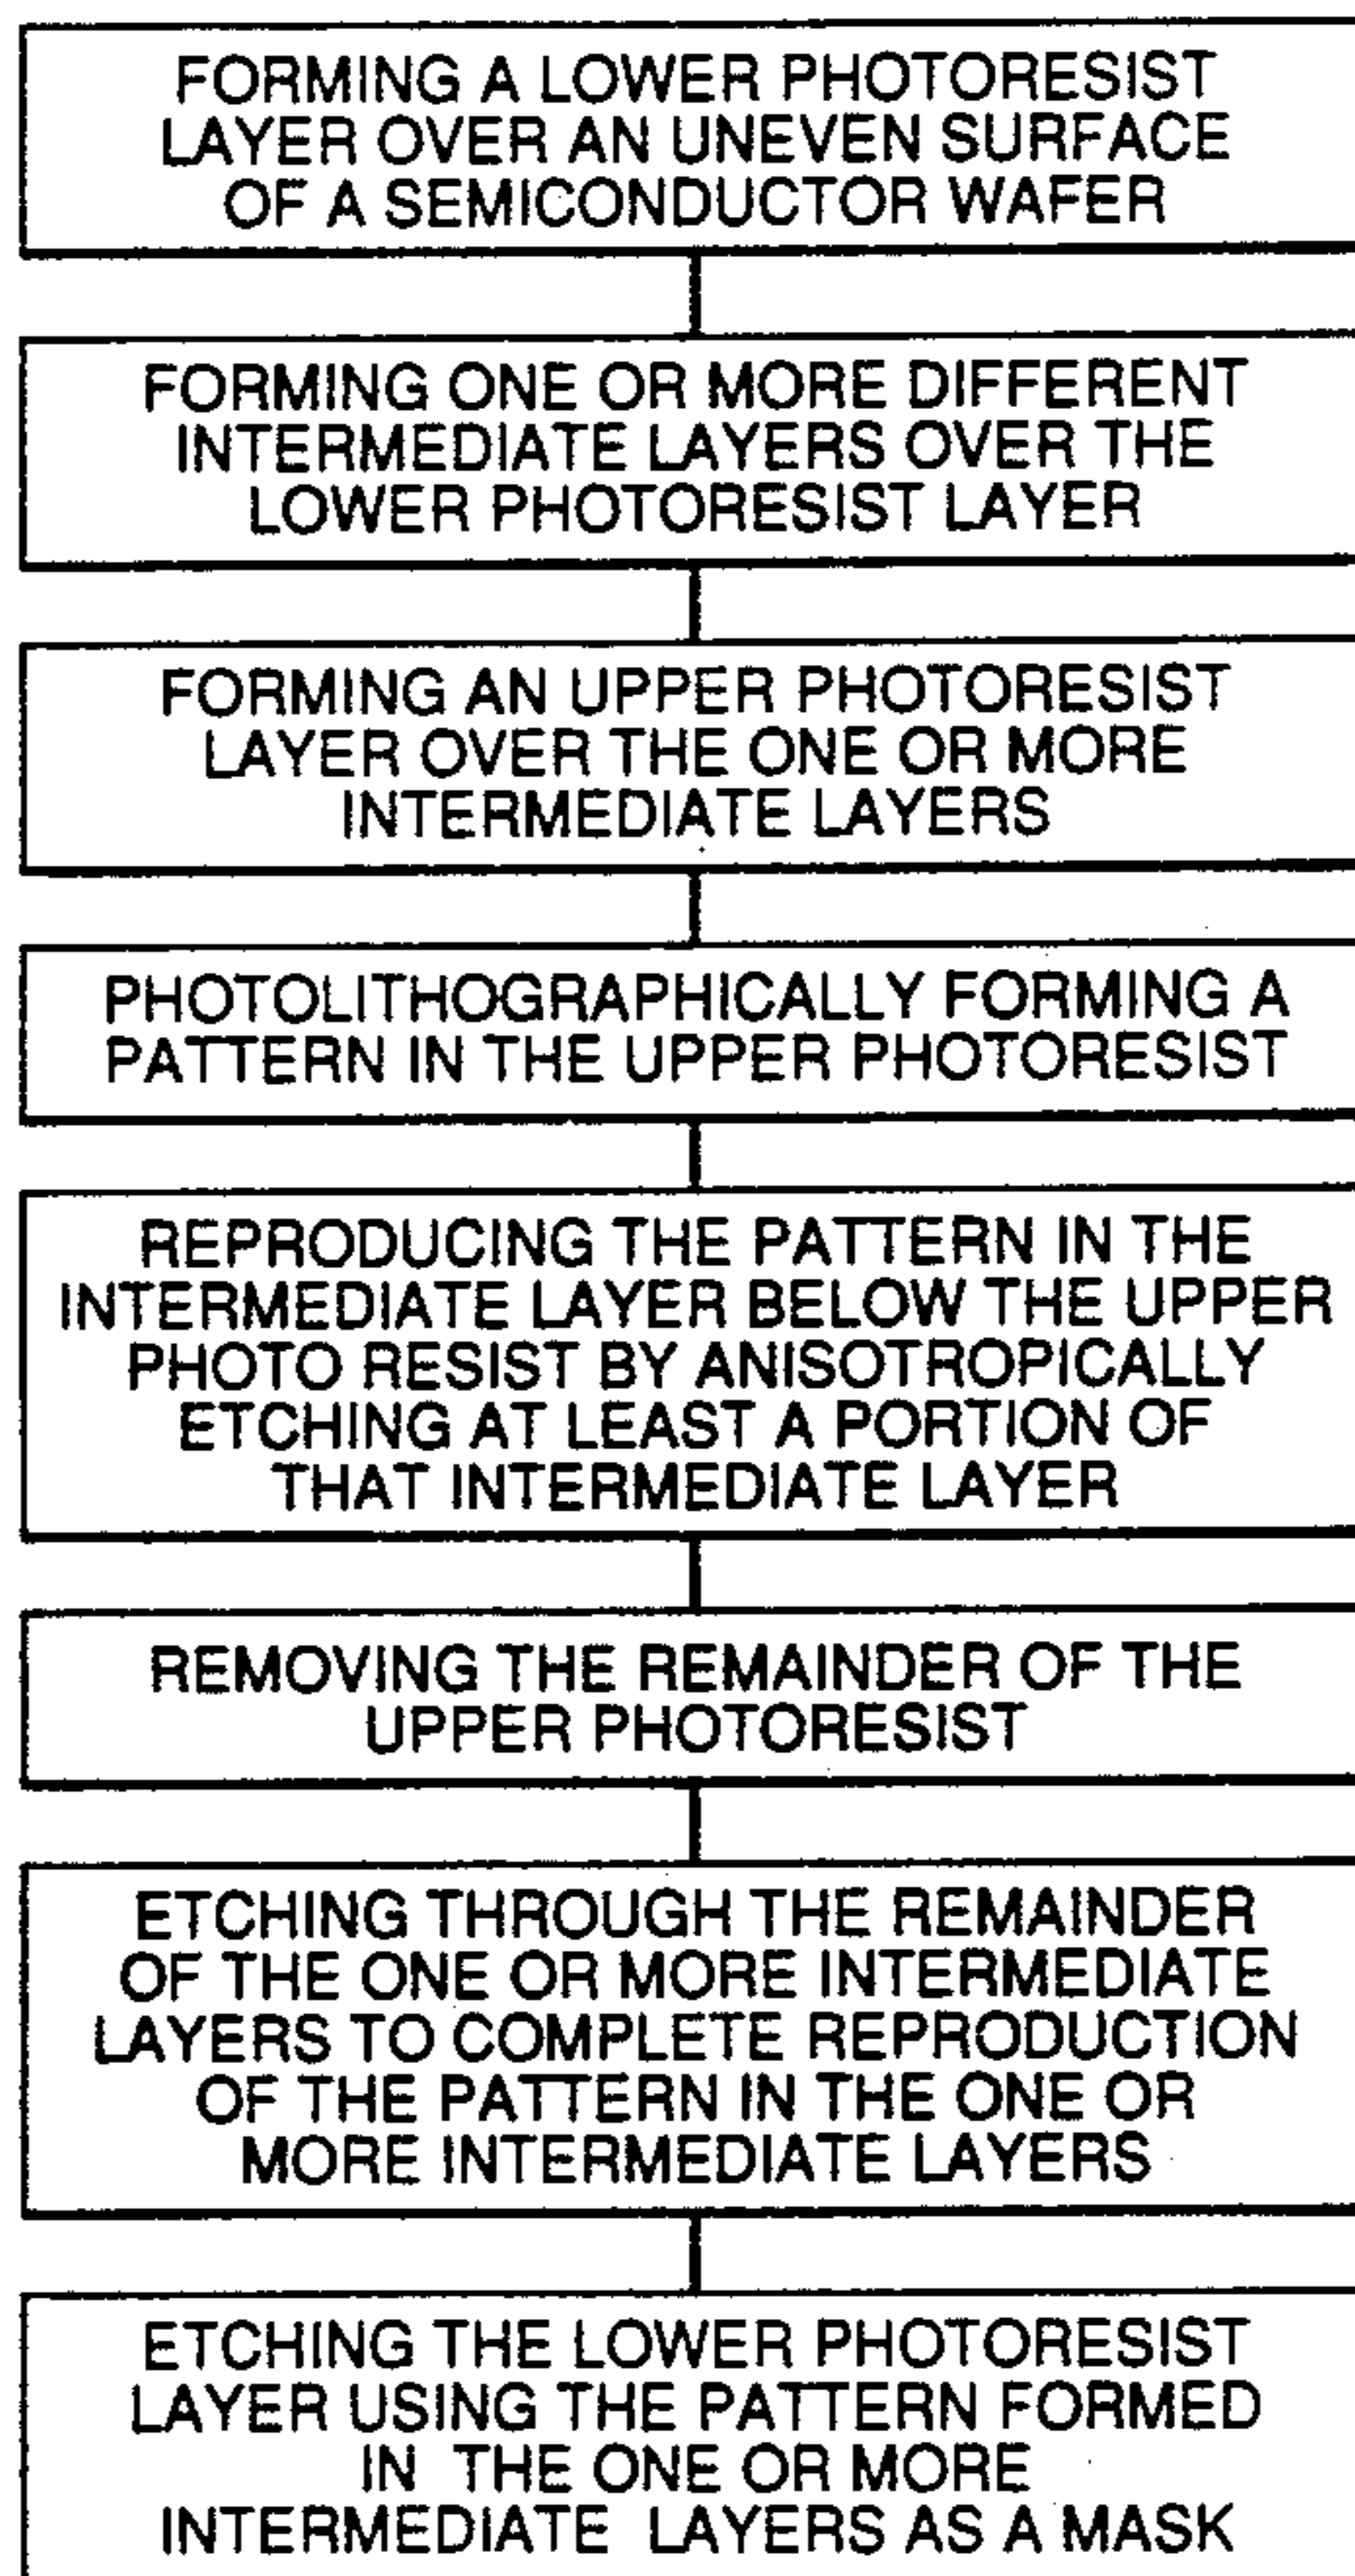 FORMING A LOWER PHOTORESIST
LAYER OVER AN UNEVEN SURFACE
OF A SEMICONDUCTOR WAFER
FORMING ONE OR MORE DIFFERENT
INTERMEDIATE LAYERS OVER THE
LOWER PHOTORESIST LAYER
FORMING AN UPPER PHOTORESIST
LAYER OVER THE ONE OR MORE
INTERMEDIATE LAYERS
PHOTOLITHOGRAPHICALLY FORMING A
PATTERN IN THE UPPER PHOTORESIST
REPRODUCING THE PATTERN IN THE
INTERMEDIATE LAYER BELOW THE UPPER
PHOTO RESIST BY ANISOTROPICALLY
ETCHING AT LEAST A PORTION OF
THAT INTERMEDIATE LAYER
REMOVING THE REMAINDER OF THE
UPPER PHOTORESIST
ETCHING THROUGH THE REMAINDER
OF THE ONE OR MORE INTERMEDIATE
LAYERS TO COMPLETE REPRODUCTION
OF THE PATTERN IN THE ONE OR
MORE INTERMEDIATE LAYERS
ETCHING THE LOWER PHOTORESIST
LAYER USING THE PATTERN FORMED
IN THE ONE OR MORE
INTERMEDIATE LAYERS AS A MASK